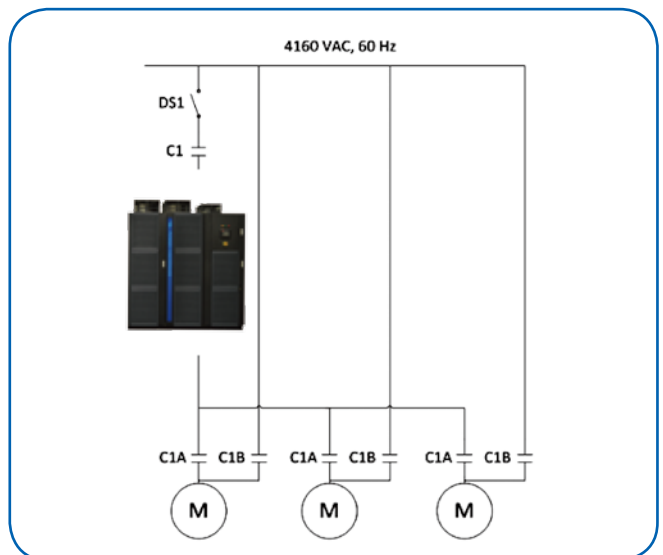 4160 VAC, 60 Hz
DS1
C1
C1A C1B C1A C1B C1A C1B
M M M